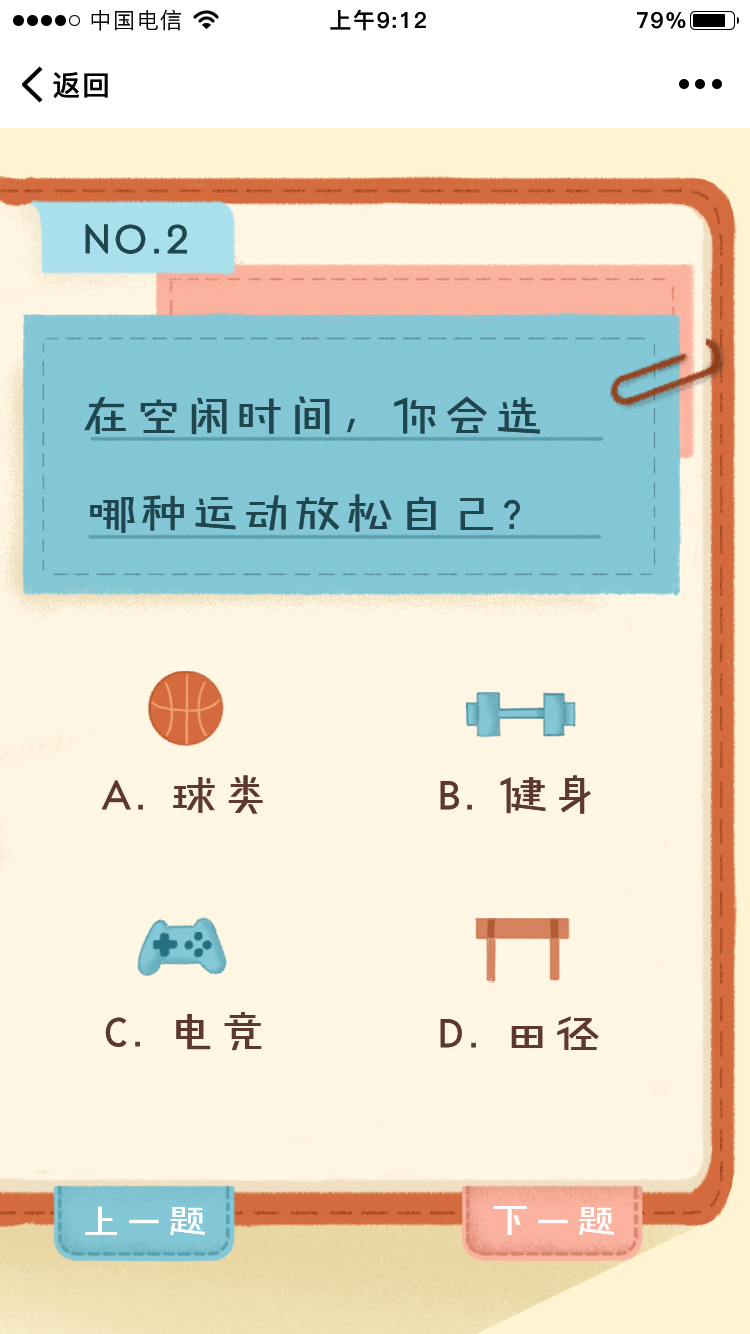 中国电信 上午9:12 79%
返回
NO.2
在空闲时间，你会选
哪种运动放松自己？
A. 球类 B. 健身
C. 电竞 D. 田径
上一题 下一题